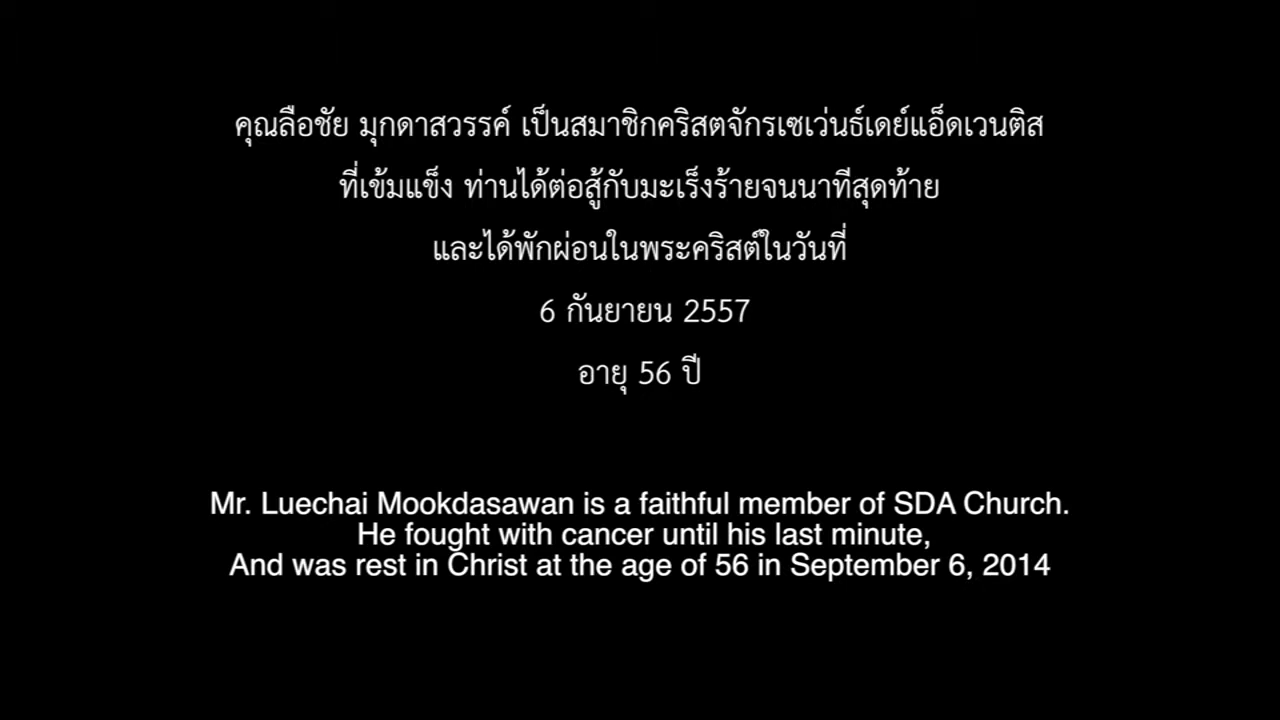 คุณลือชัย มุกดาสวรรค์ เป็นสมาชิกคริสตจักรเซเว่นธ์เดย์แอ็ดเวนติส
ที่เข้มแข็ง ท่านได้ต่อสู้กับมะเร็งร้ายจนนาทีสุดท้าย
และได้พักผ่อนในพระคริสต์ในวันที่
6 กันยายน 2557
อายุ 56 ปี
Mr. Luechai Mookdasawan is a faithful member of SDA Church.
He fought with cancer until his last minute,
And was rest in Christ at the age of 56 in September 6, 2014